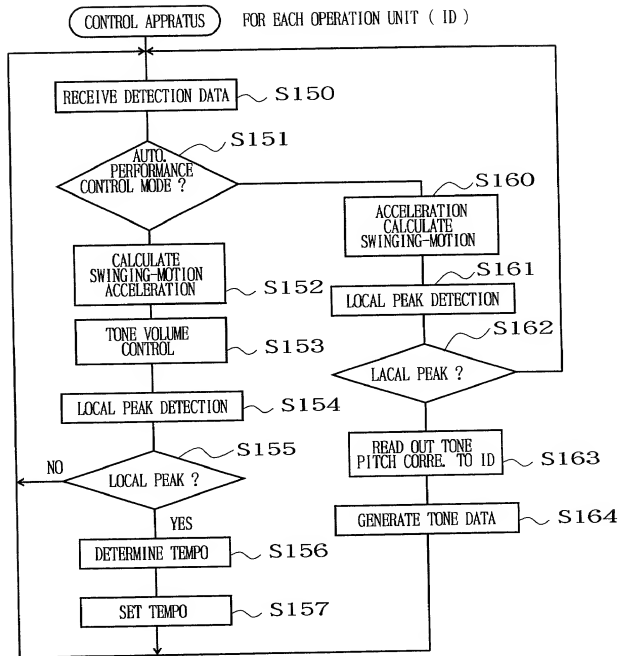 CONTROL APPRATUS
FOR EACH OPERATION UNIT ( ID )
RECEIVE DETECTION DATA
S150
S151
AUTO.
PERFORMANCE
CONTROL MODE ?
CALCULATE
SWINGING-MOTION
ACCELERATION
S152
TONE VOLUME
CONTROL
S153
LOCAL PEAK DETECTION
S154
S155
LOCAL PEAK ?
NO
YES
DETERMINE TEMPO
S156
SET TEMPO
S157
S160
ACCELERATION
CALCULATE
SWINGING-MOTION
S161
LOCAL PEAK DETECTION
S162
LACAL PEAK ?
READ OUT TONE
PITCH CORRE. TO ID
S163
GENERATE TONE DATA
S164